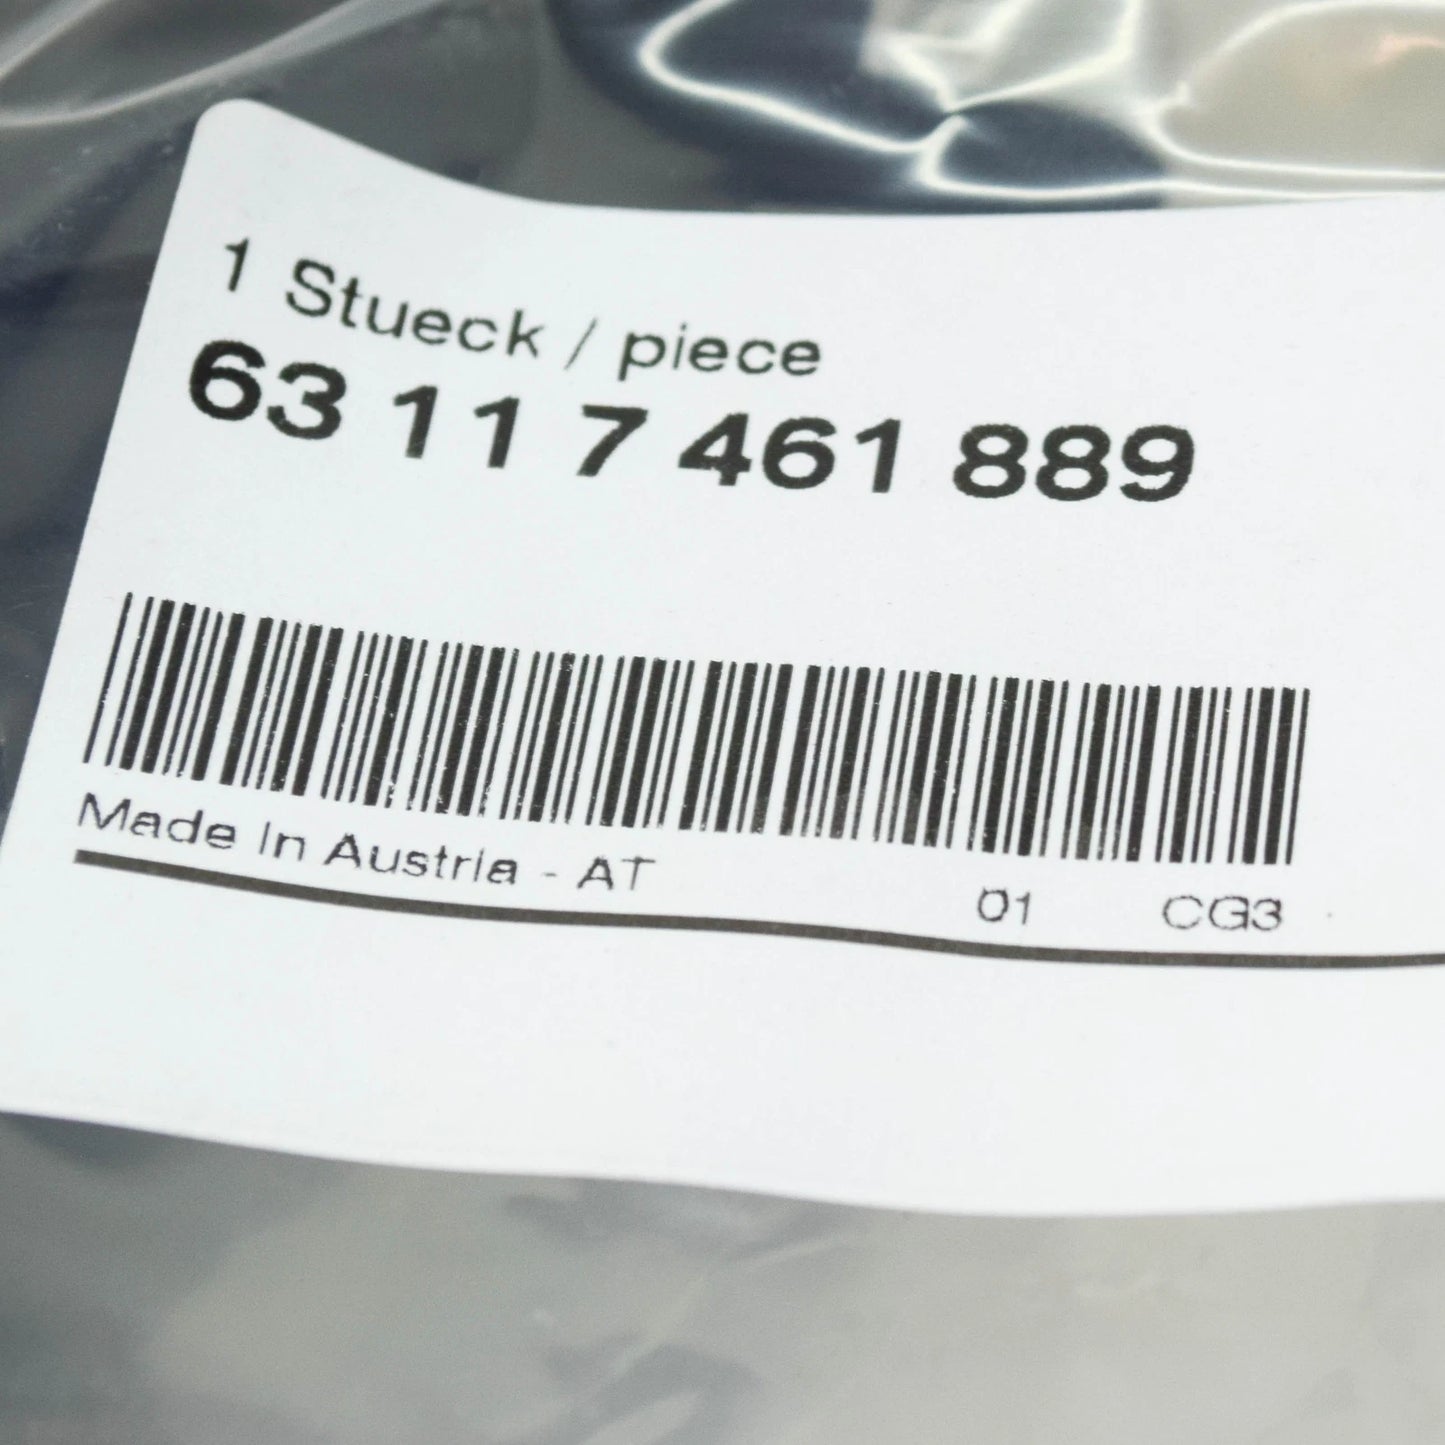 1 Stueck / piece
63 11 7 461 889
Made In Austria - AT 01 CG3